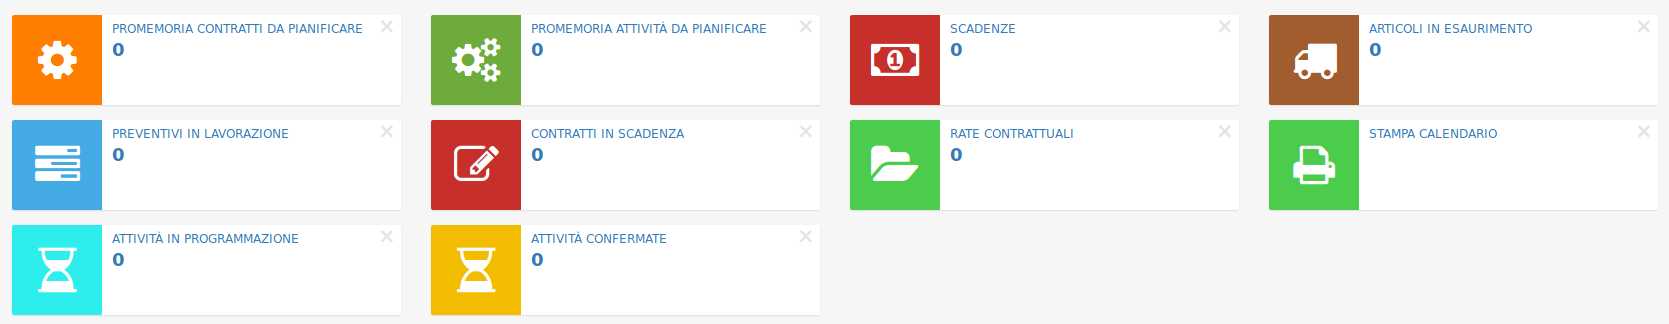 PROMEMORIA CONTRATTI DA PIANIFICARE
0
PROMEMORIA ATTIVITÀ DA PIANIFICARE
0
SCADENZE
0
ARTICOLI IN ESAURIMENTO
0
PREVENTIVI IN LAVORAZIONE
0
CONTRATTI IN SCADENZA
0
RATE CONTRATTUALI
0
STAMPA CALENDARIO
ATTIVITÀ IN PROGRAMMAZIONE
0
ATTIVITÀ CONFERMATE
0